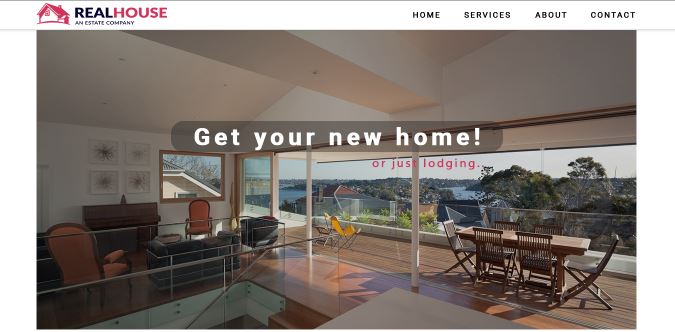 REALHOUSE
AN ESTATE COMPANY
HOME SERVICES ABOUT CONTACT
Get your new home!
or just lodging.